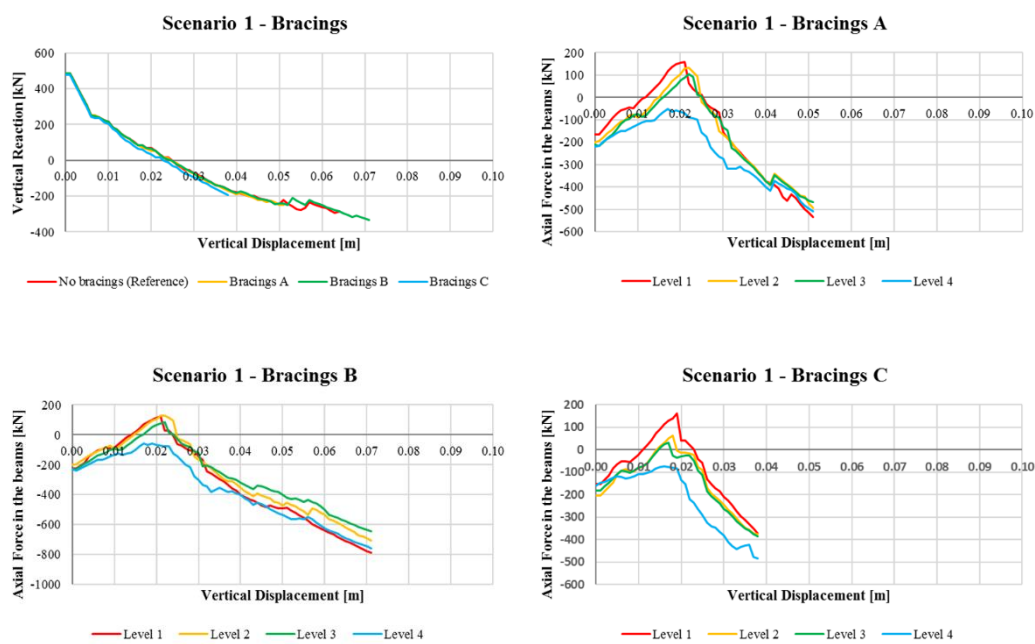 Scenario 1 - Bracings
600
400
200
0
-200
-400
0.00 0.01 0.02 0.03 0.04 0.05 0.06 0.07 0.08 0.09 0.10
Vertical Reaction [kN]
Vertical Displacement [m]
No bracings (Reference) Bracings A Bracings B Bracings C
Scenario 1 - Bracings A
200
100
0
-100
-200
-300
-400
-500
-600
0.00 0.01 0.02 0.03 0.04 0.05 0.06 0.07 0.08 0.09 0.10
Axial Force in the beams [kN]
Vertical Displacement [m]
Level 1 Level 2 Level 3 Level 4
Scenario 1 - Bracings B
200
0
-200
-400
-600
-800
-1000
0.00 0.01 0.02 0.03 0.04 0.05 0.06 0.07 0.08 0.09 0.10
Axial Force in the beams [kN]
Vertical Displacement [m]
Level 1 Level 2 Level 3 Level 4
Scenario 1 - Bracings C
200
100
0
-100
-200
-300
-400
-500
-600
0.00 0.01 0.02 0.03 0.04 0.05 0.06 0.07 0.08 0.09 0.10
Axial Force in the beams [kN]
Vertical Displacement [m]
Level 1 Level 2 Level 3 Level 4